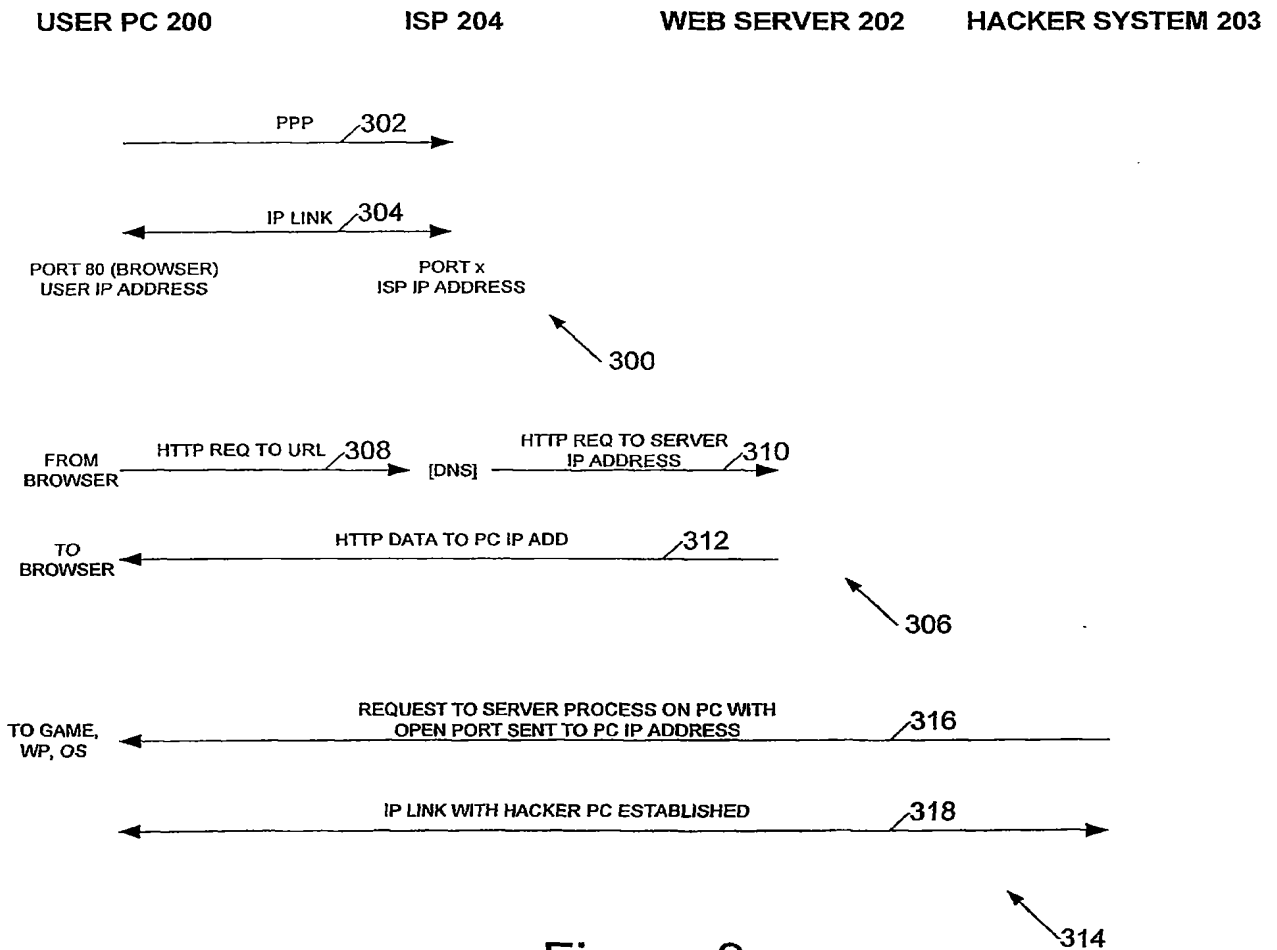 USER PC 200 ISP 204 WEB SERVER 202 HACKER SYSTEM 203
PPP 302
IP LINK 304
PORT 80 (BROWSER)
USER IP ADDRESS
PORT x
ISP IP ADDRESS
300
FROM
BROWSER
HTTP REQ TO URL 308
[DNS]
HTTP REQ TO SERVER
IP ADDRESS
310
TO
BROWSER
HTTP DATA TO PC IP ADD 312
306
TO GAME,
WP, OS
REQUEST TO SERVER PROCESS ON PC WITH
OPEN PORT SENT TO PC IP ADDRESS
316
IP LINK WITH HACKER PC ESTABLISHED 318
314